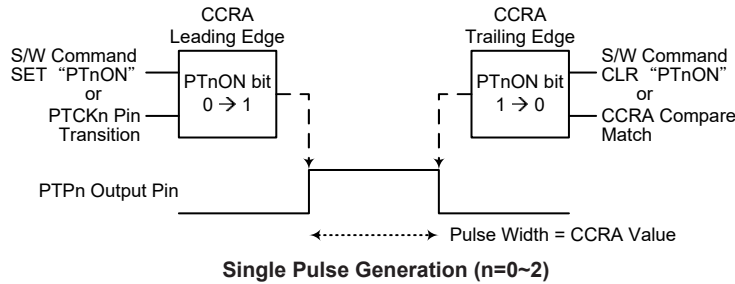 CCRA
Leading Edge
S/W Command
SET “PTnON”
or
PTCKn Pin
Transition
PTnON bit
0 → 1
CCRA
Trailing Edge
PTnON bit
1 → 0
S/W Command
CLR “PTnON”
or
CCRA Compare
Match
PTPn Output Pin
Pulse Width = CCRA Value
Single Pulse Generation (n=0~2)